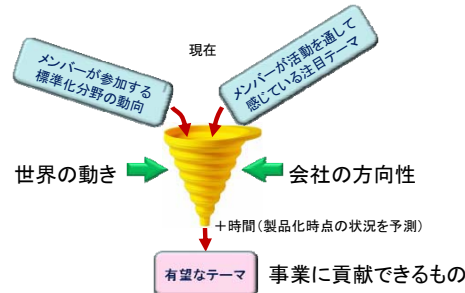 現在
メンバーが参加する
標準化分野の動向
メンバーが活動を通して
感じている注目テーマ
世界の動き
会社の方向性
＋時間（製品化時点の状況を予測）
有望なテーマ
事業に貢献できるもの